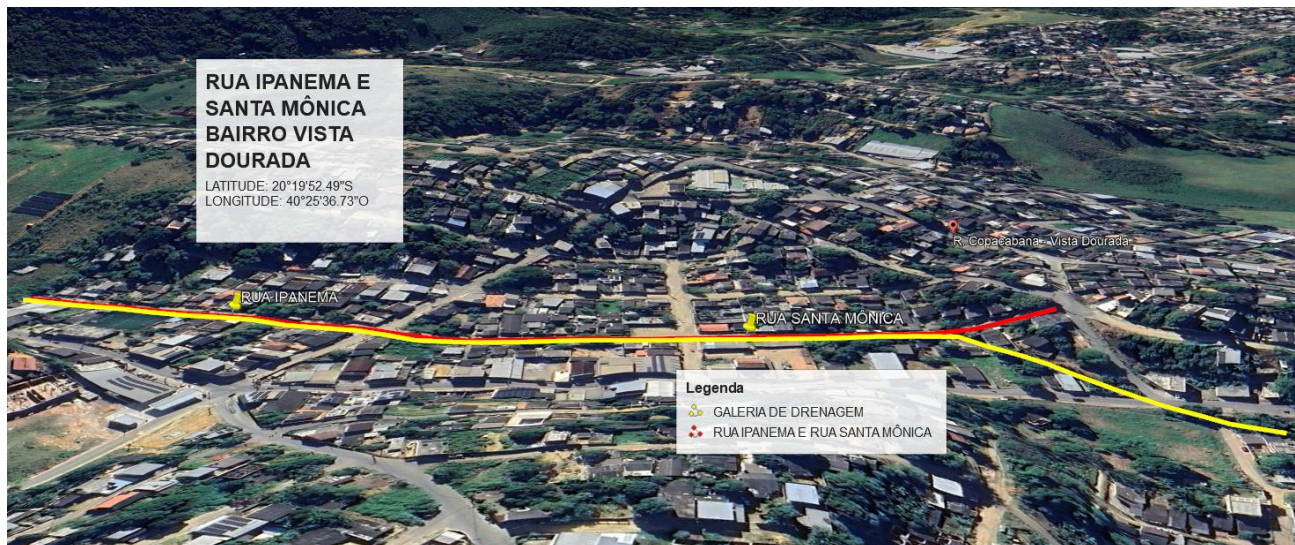 RUA IPANEMA E
SANTA MÔNICA
BAIRRO VISTA
DOURADA
LATITUDE: 20°19'52.49"S
LONGITUDE: 40°25'36.73"O
R. Copacabana - Vista Dourada
RUA IPANEMA
RUA SANTA MÔNICA
Legenda
GALERIA DE DRENAGEM
RUA IPANEMA E RUA SANTA MÔNICA